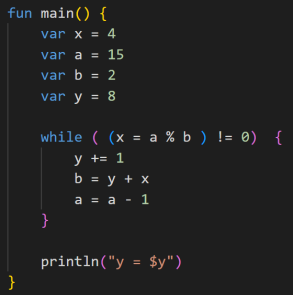 fun main() {
    var x = 4
    var a = 15
    var b = 2
    var y = 8

    while ( (x = a % b ) != 0)  {
        y += 1
        b = y + x
        a = a - 1
    }

    println("y = $y")
}